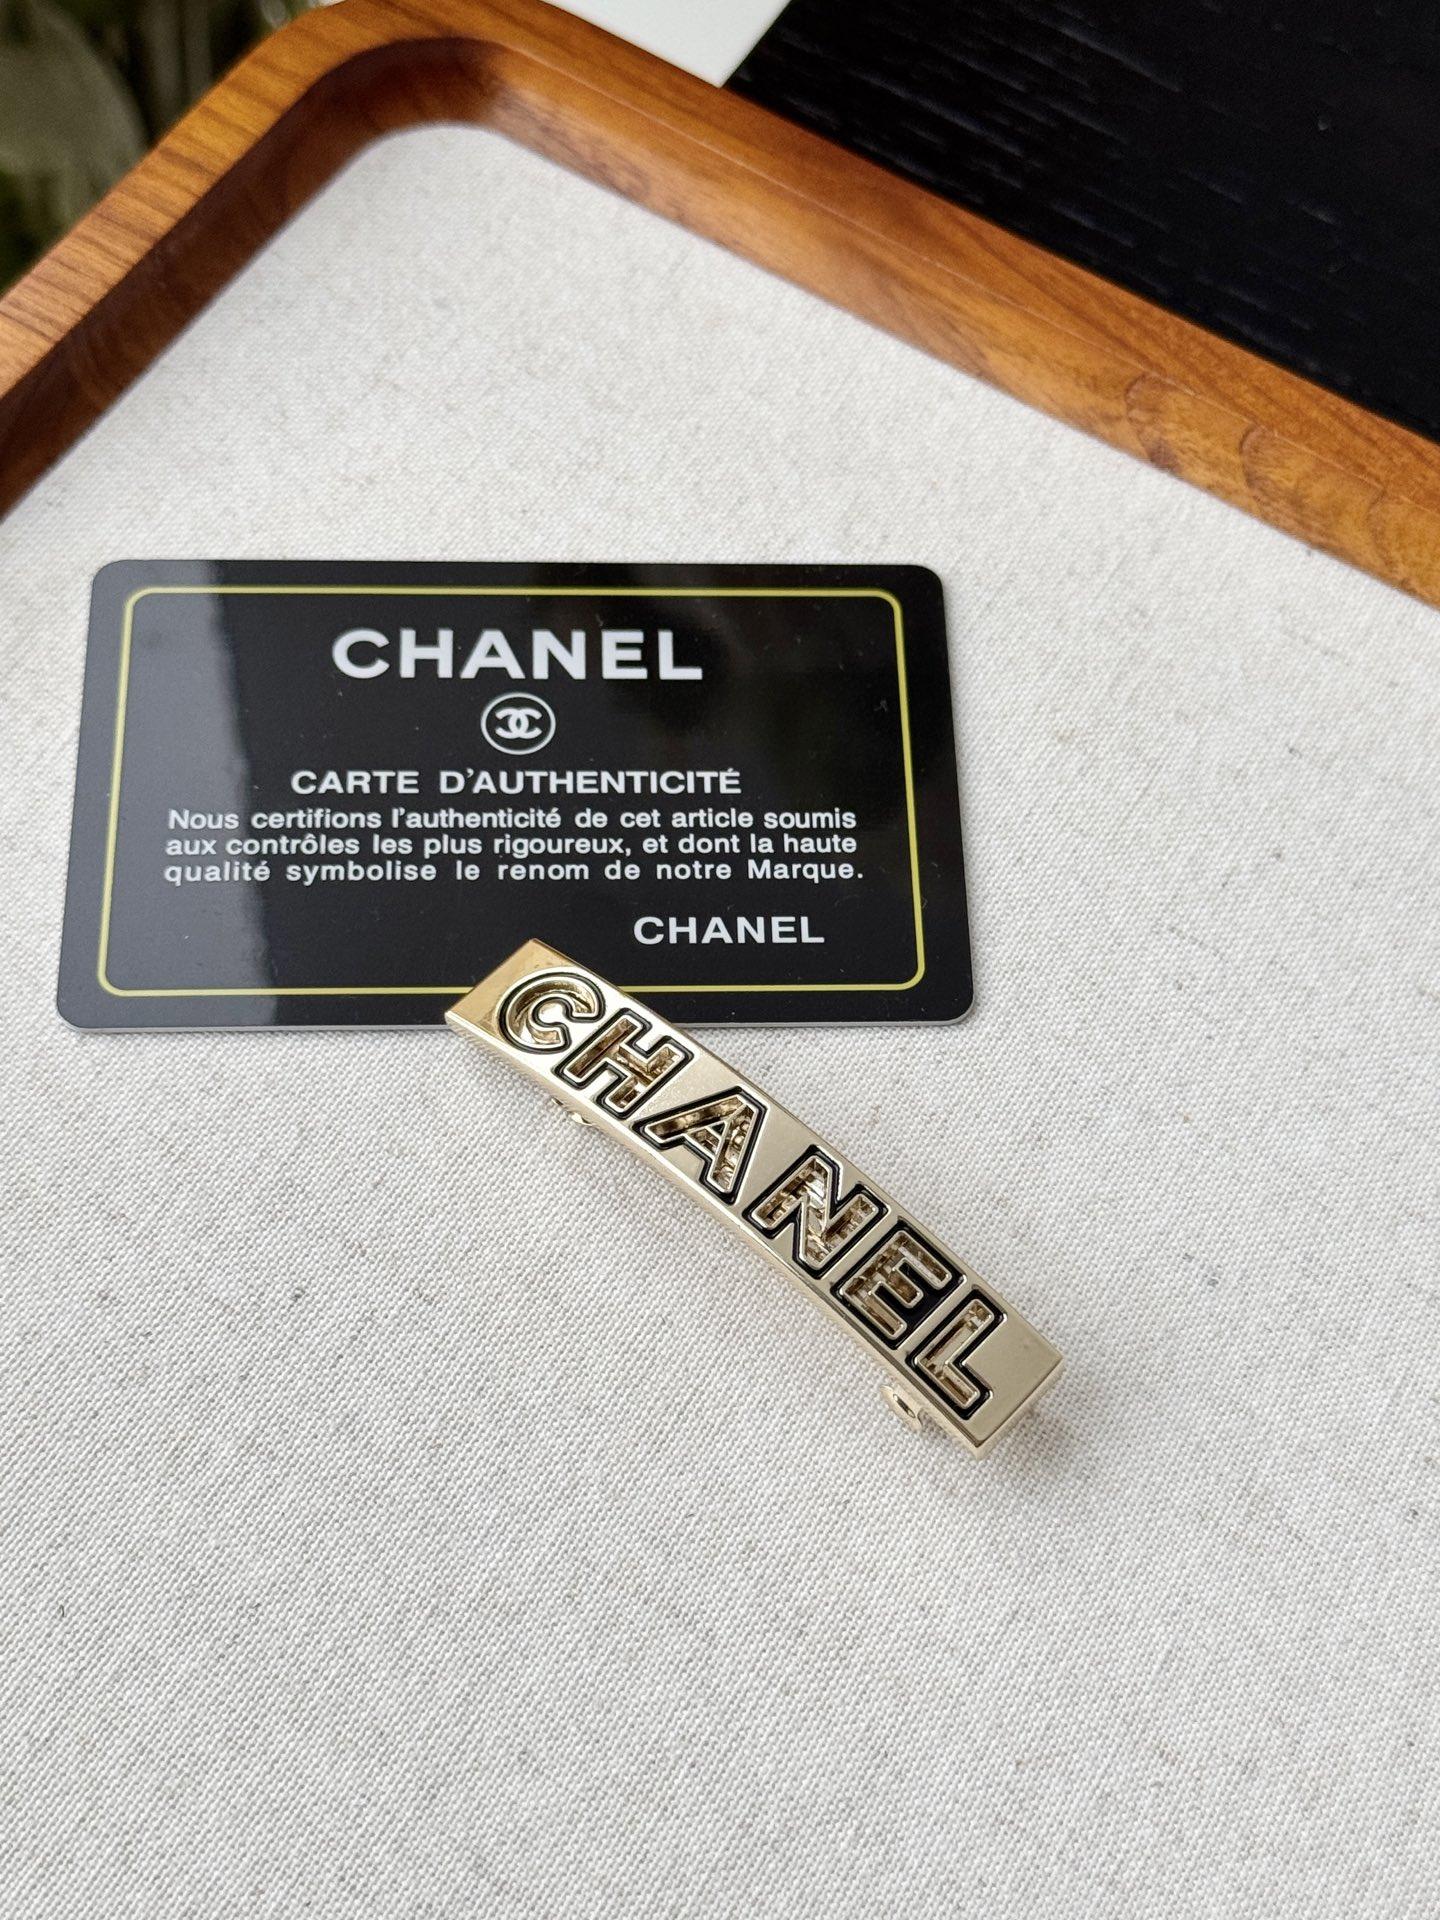 CHANEL
CARTE D'AUTHENTICITÉ
Nous certifions l'authenticité de cet article soumis
aux contrôles les plus rigoureux, et dont la haute
qualité symbolise le renom de notre Marque.
CHANEL
CHANEL